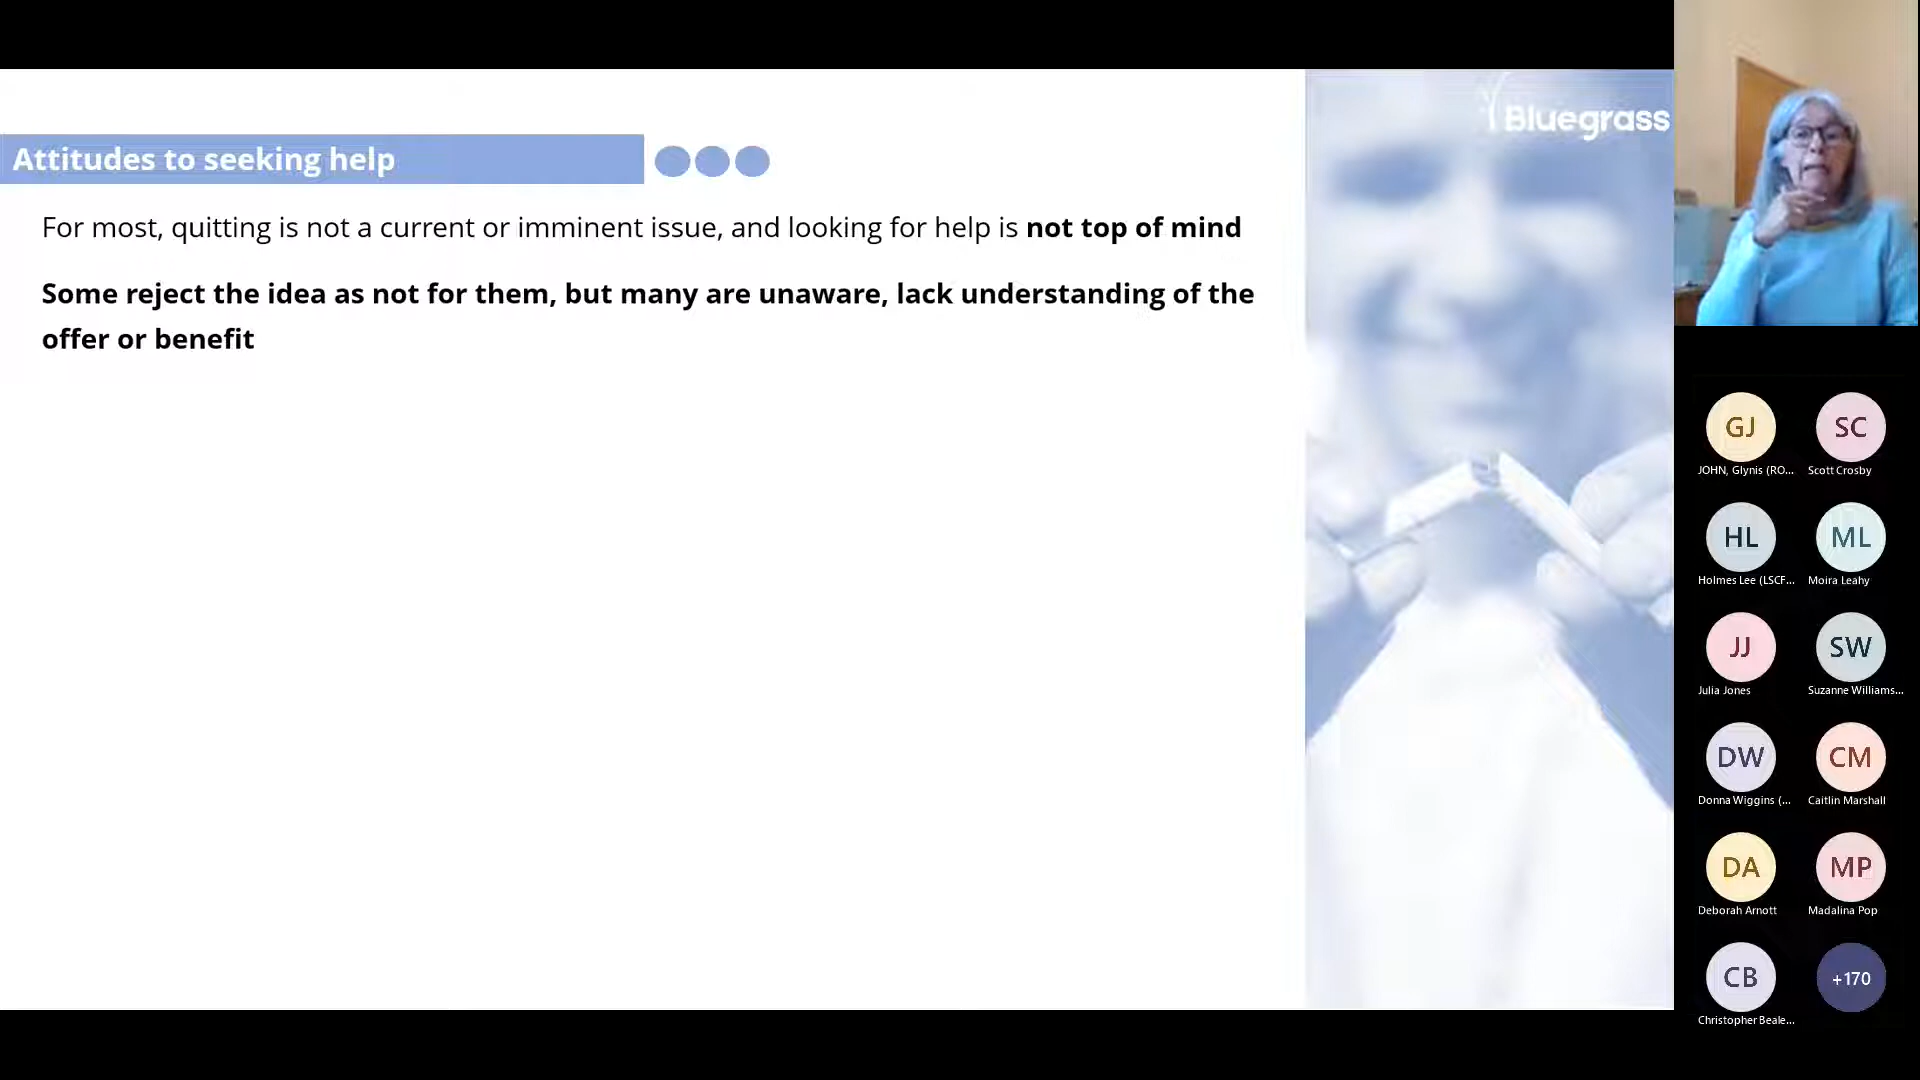 Bluegrass
Attitudes to seeking help
For most, quitting is not a current or imminent issue, and looking for help is not top of mind
Some reject the idea as not for them, but many are unaware, lack understanding of the
offer or benefit
GJ
JOHN, Glynis (RO...
SC
Scott Crosby
HL
Holmes Lee (LSCF...
ML
Moira Leahy
JJ
Julia Jones
SW
Suzanne Williams...
DW
Donna Wiggins (...
CM
Caitlin Marshall
DA
Deborah Arnott
MP
Madalina Pop
CB
Christopher Beale...
+170